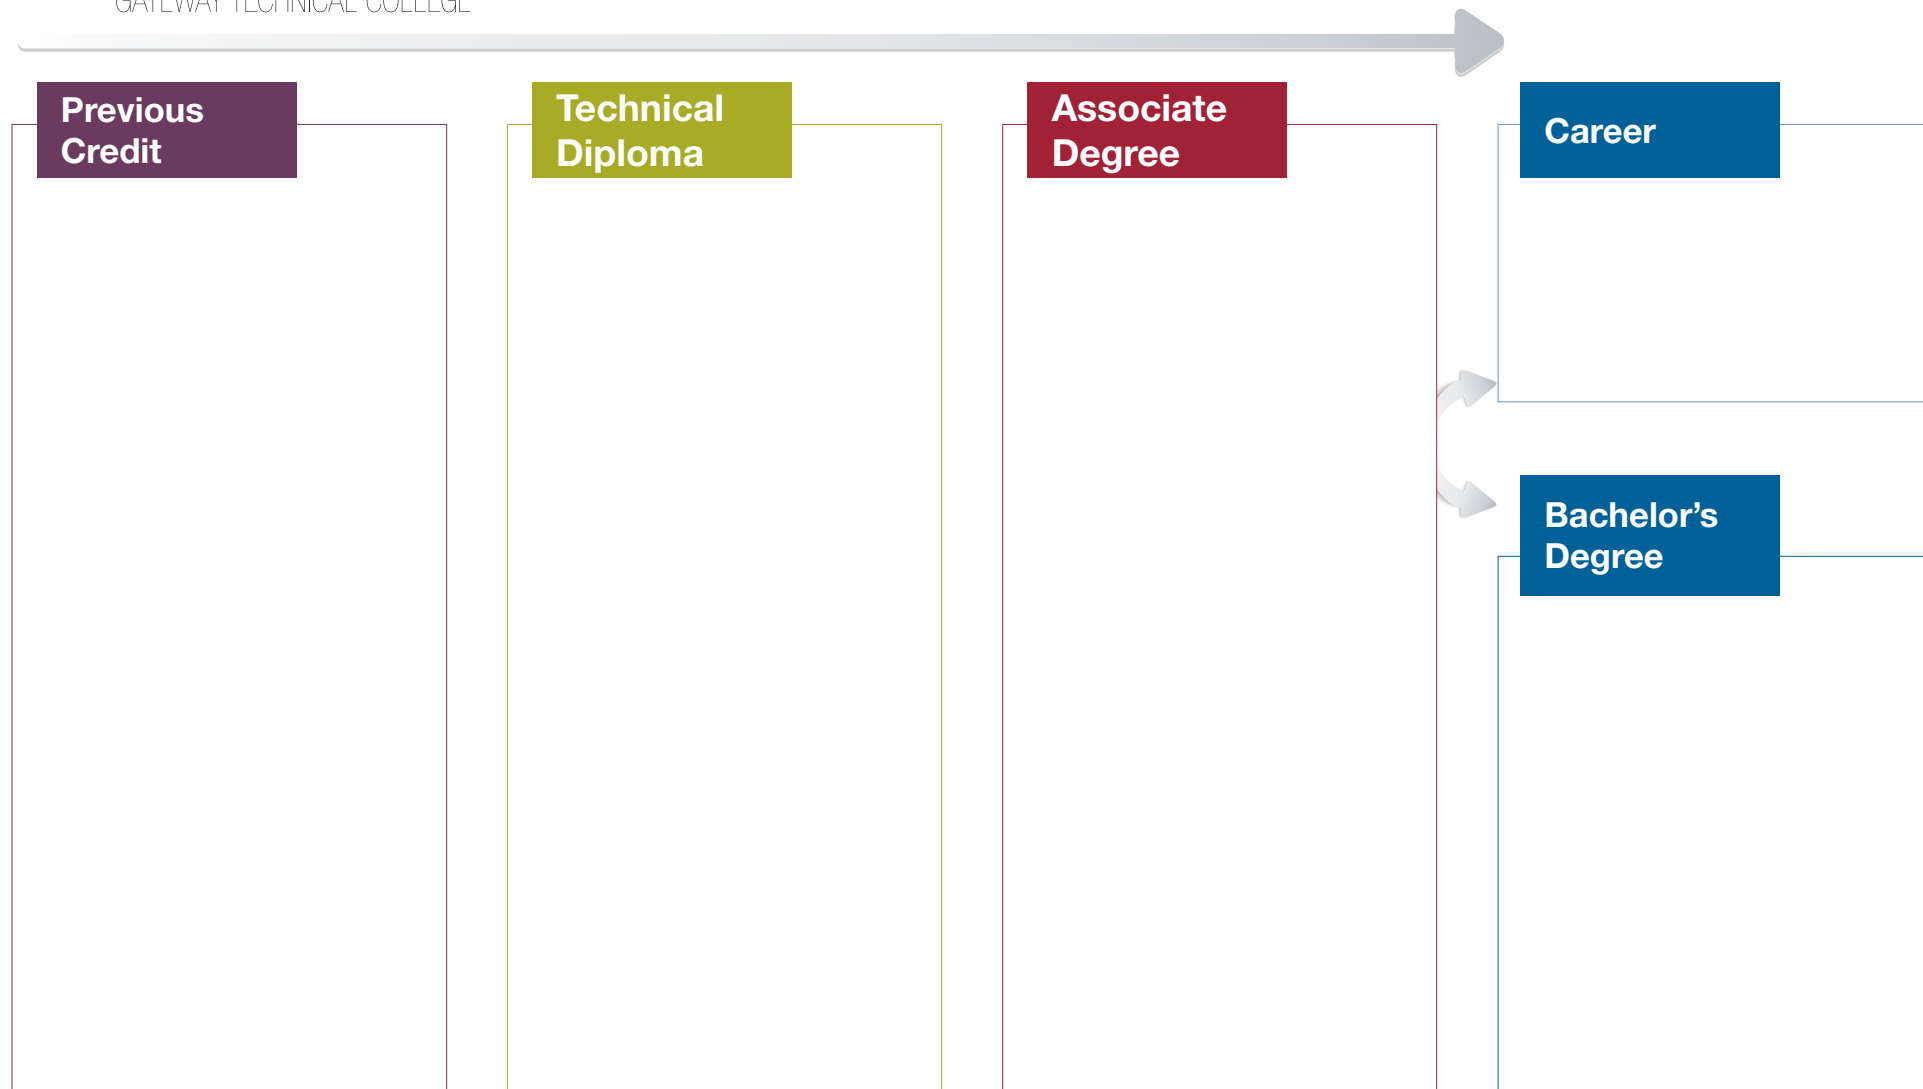 GATEWAY TECHNICAL COLLEGE
Previous
Credit
Technical
Diploma
Associate
Degree
Career
Bachelor’s
Degree